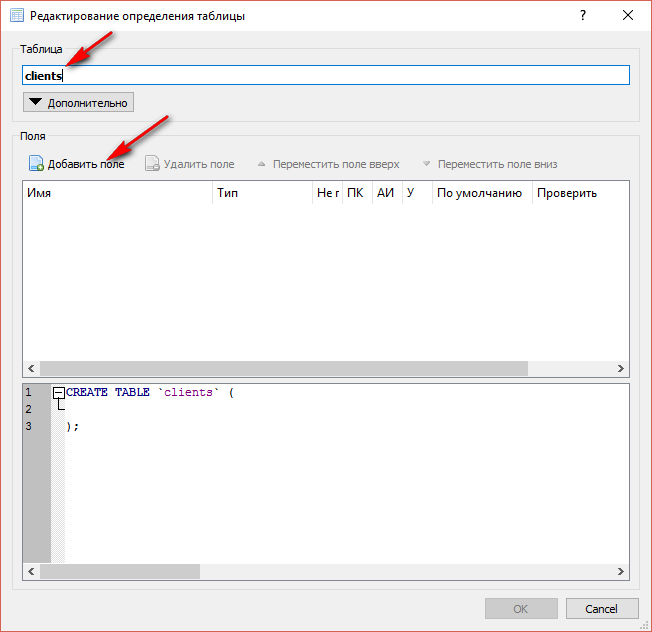 Редактирование определения таблицы ?
Таблица
clients
Дополнительно
Поля
Добавить поле Удалить поле Переместить поле вверх Переместить поле вниз
Имя Тип Не г ПК АИ У По умолчанию Проверить
1 CREATE TABLE `clients` (
2
3 );
OK Cancel